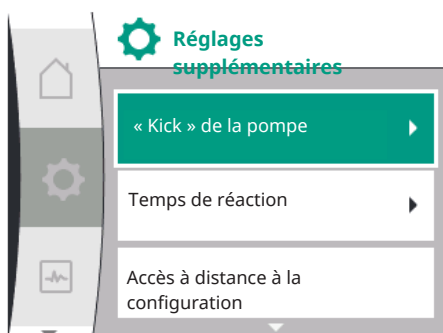 Réglages
supplémentaires
« Kick » de la pompe
Temps de réaction
Accès à distance à la
configuration